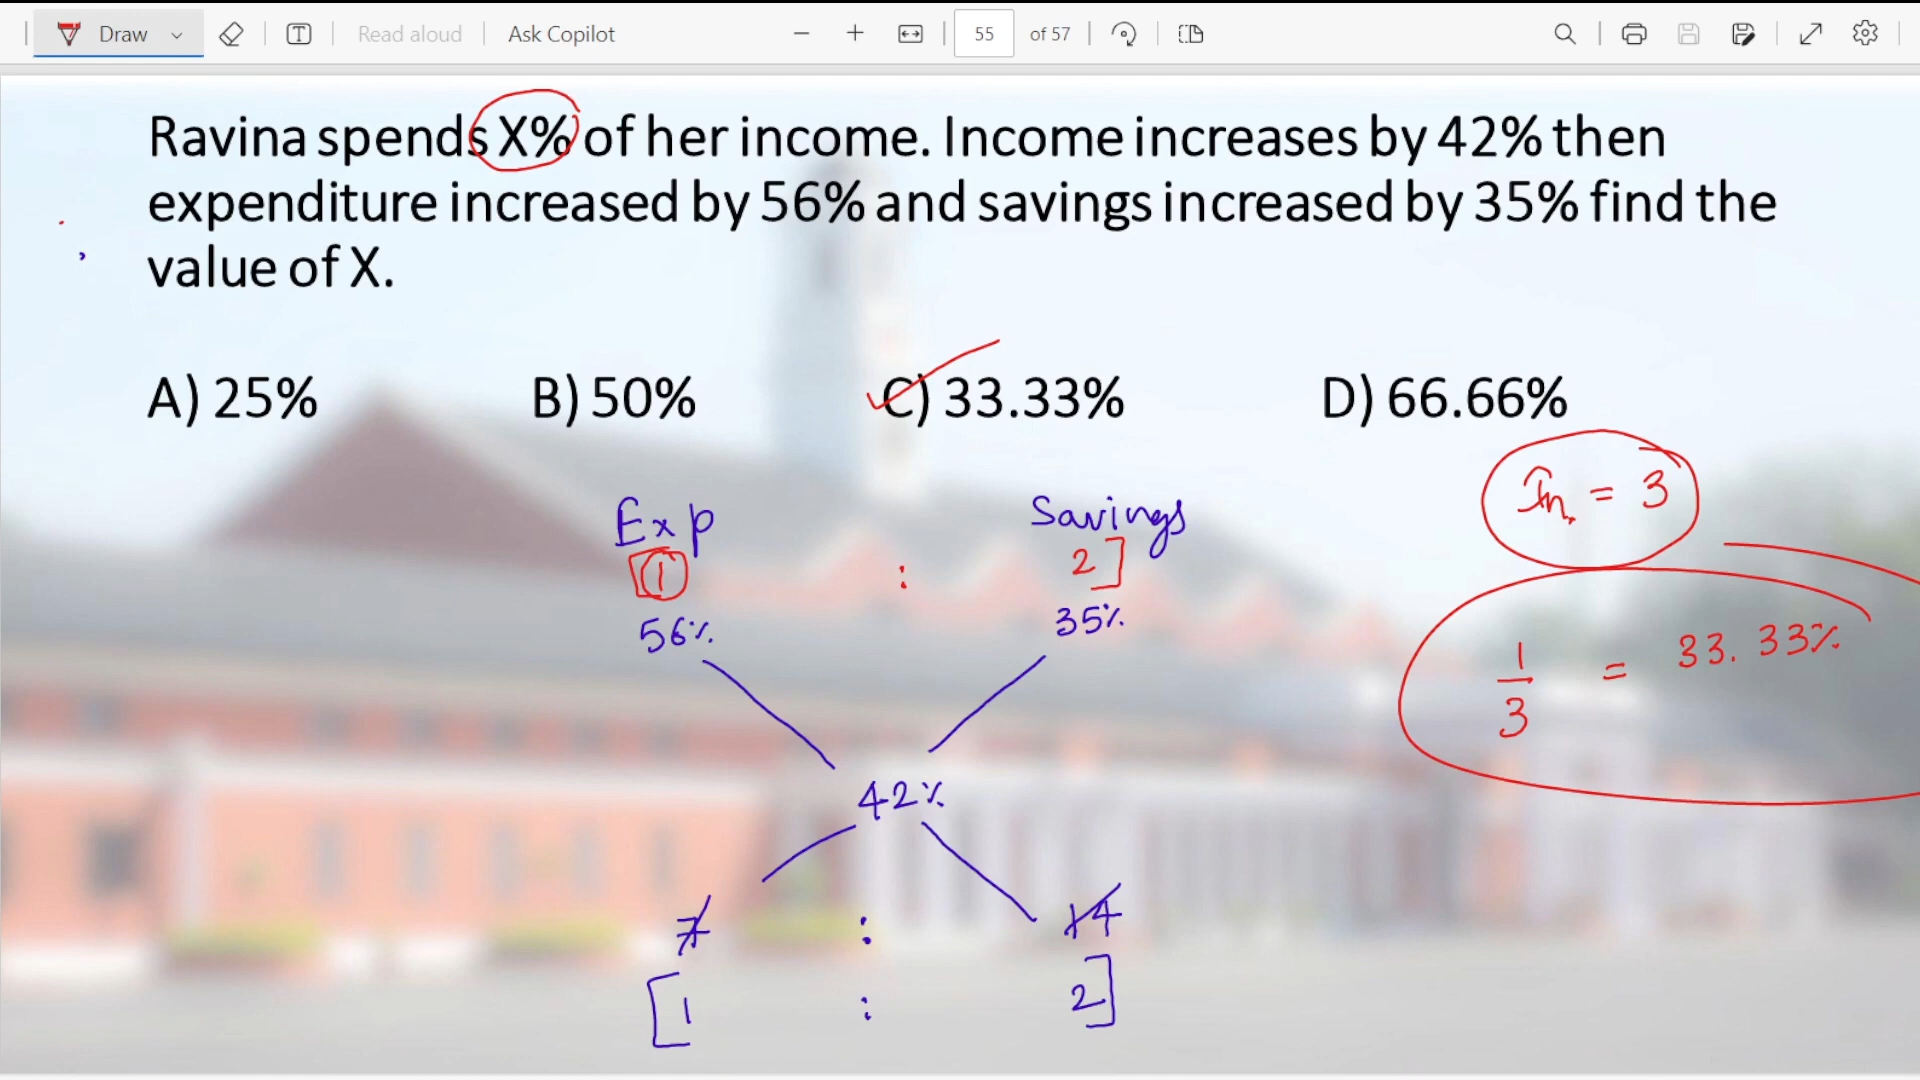 Draw
Read aloud
Ask Copilot
55 of 57
Ravina spends X% of her income. Income increases by 42% then
expenditure increased by 56% and savings increased by 35% find the
value of X.
A) 25% B) 50% C) 33.33% D) 66.66%
In. = 3
Exp Savings
1 : 2]
56% 35%
1/3 = 33.33%
42%
7 : 14
[1 : 2]